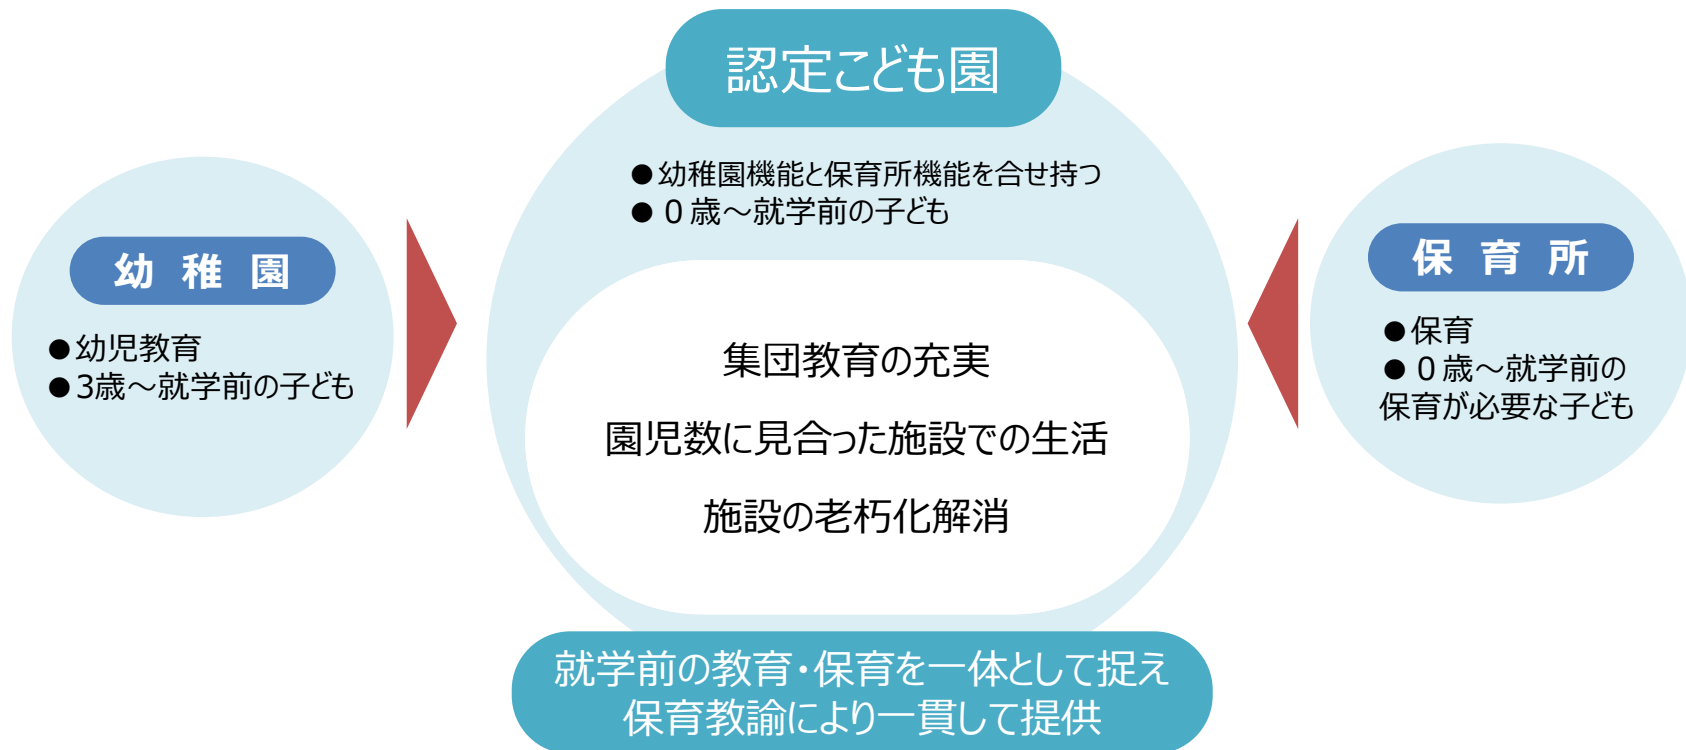 認定こども園
●幼稚園機能と保育所機能を合せ持つ
●０歳～就学前の子ども
幼 稚 園
●幼児教育
●3歳～就学前の子ども
集団教育の充実
園児数に見合った施設での生活
施設の老朽化解消
保 育 所
●保育
●０歳～就学前の
保育が必要な子ども
就学前の教育・保育を一体として捉え
保育教諭により一貫して提供